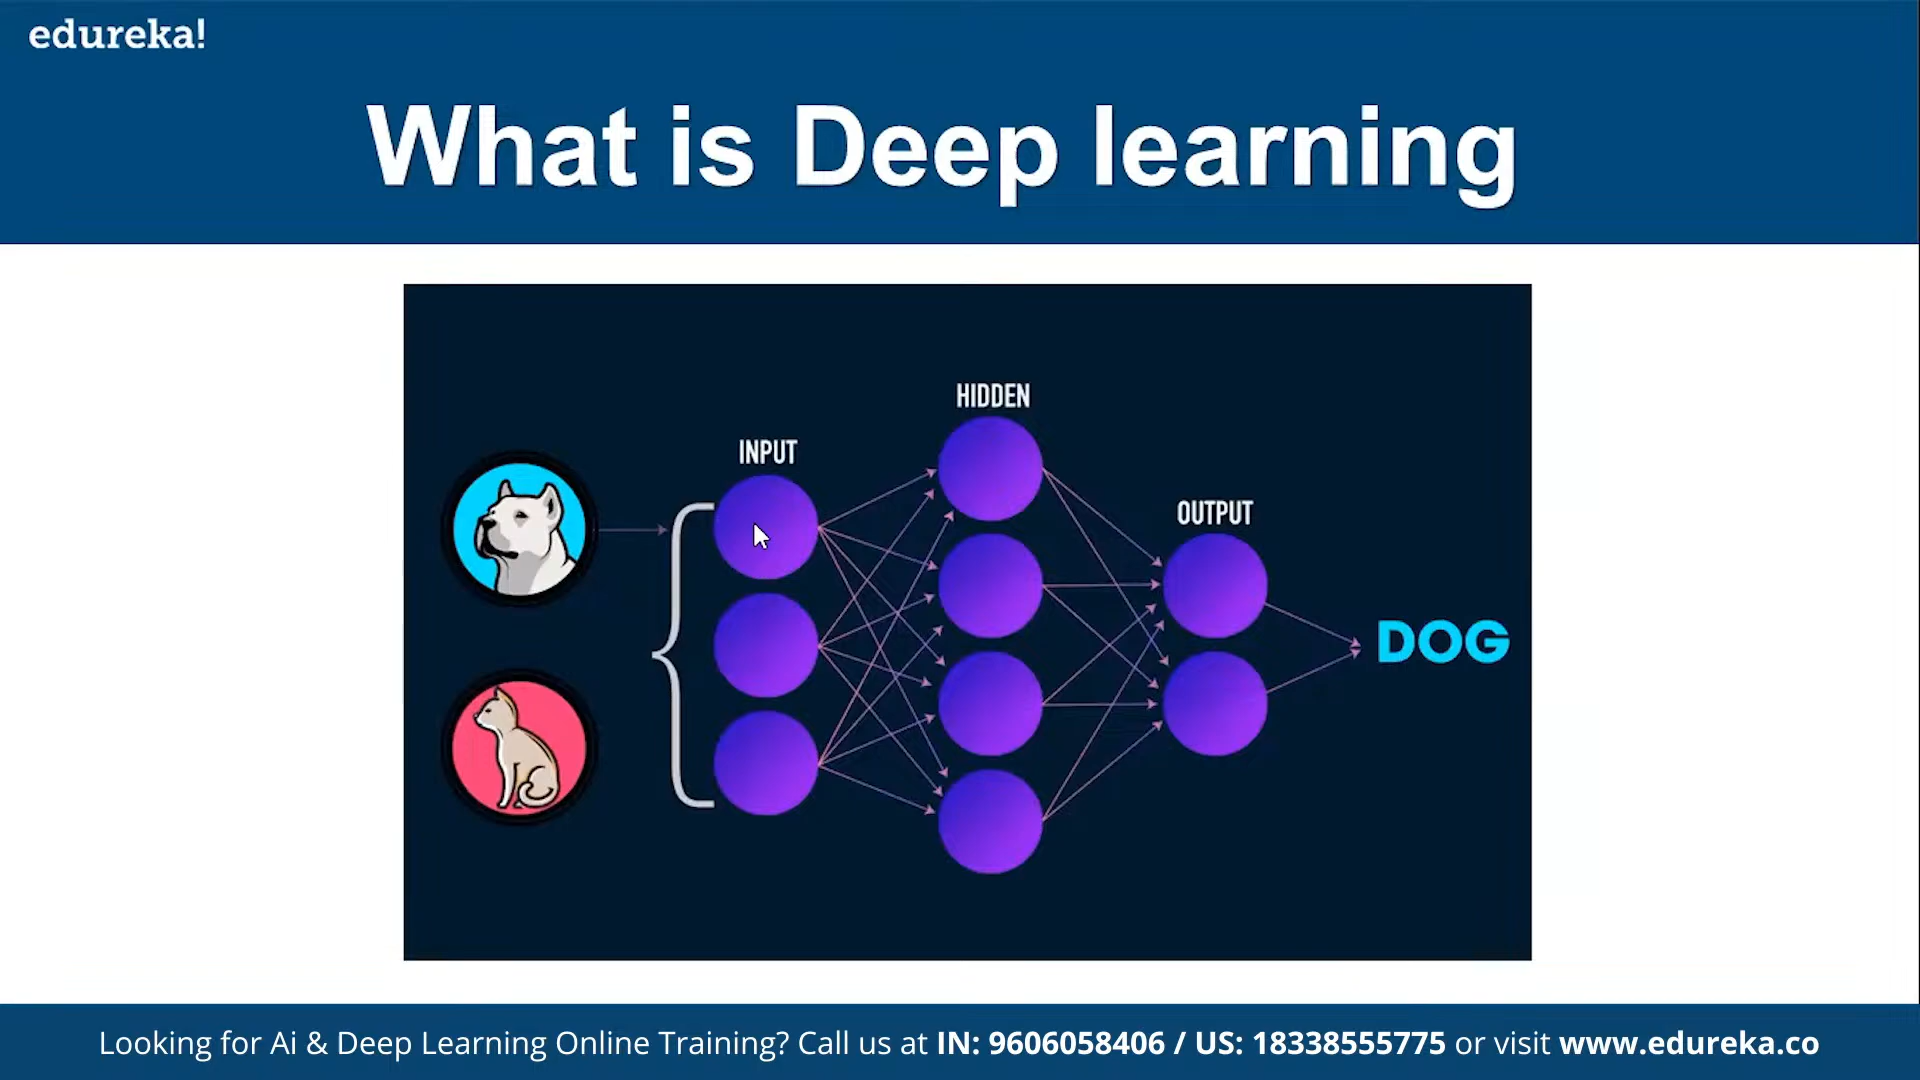 edureka!
What is Deep learning
HIDDEN
INPUT
OUTPUT
DOG
Looking for Ai & Deep Learning Online Training? Call us at IN: 9606058406 / US: 18338555775 or visit www.edureka.co